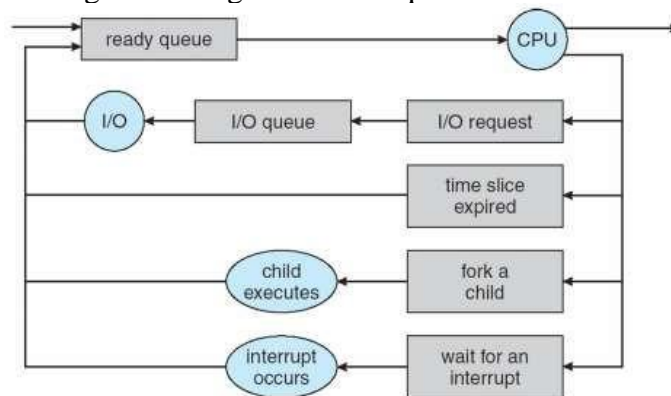 ready queue
CPU
I/O
I/O queue
I/O request
time slice
expired
child
executes
fork a
child
interrupt
occurs
wait for an
interrupt